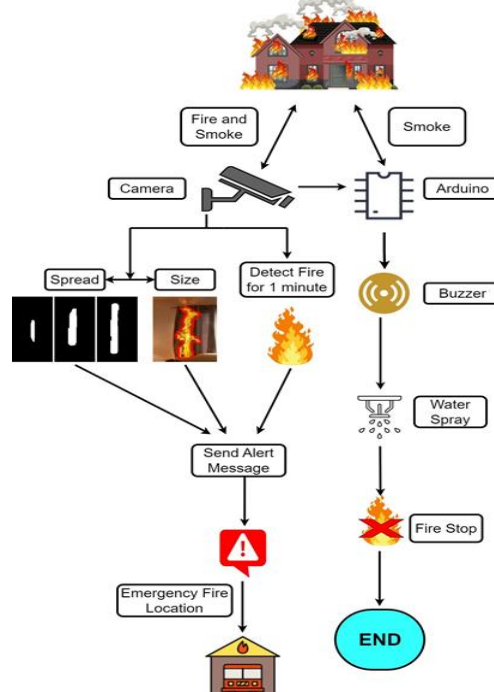 Fire and
Smoke
Smoke
Camera
Arduino
Spread
Size
Detect Fire
for 1 minute
Buzzer
Water
Spray
Send Alert
Message
Fire Stop
Emergency Fire
Location
END